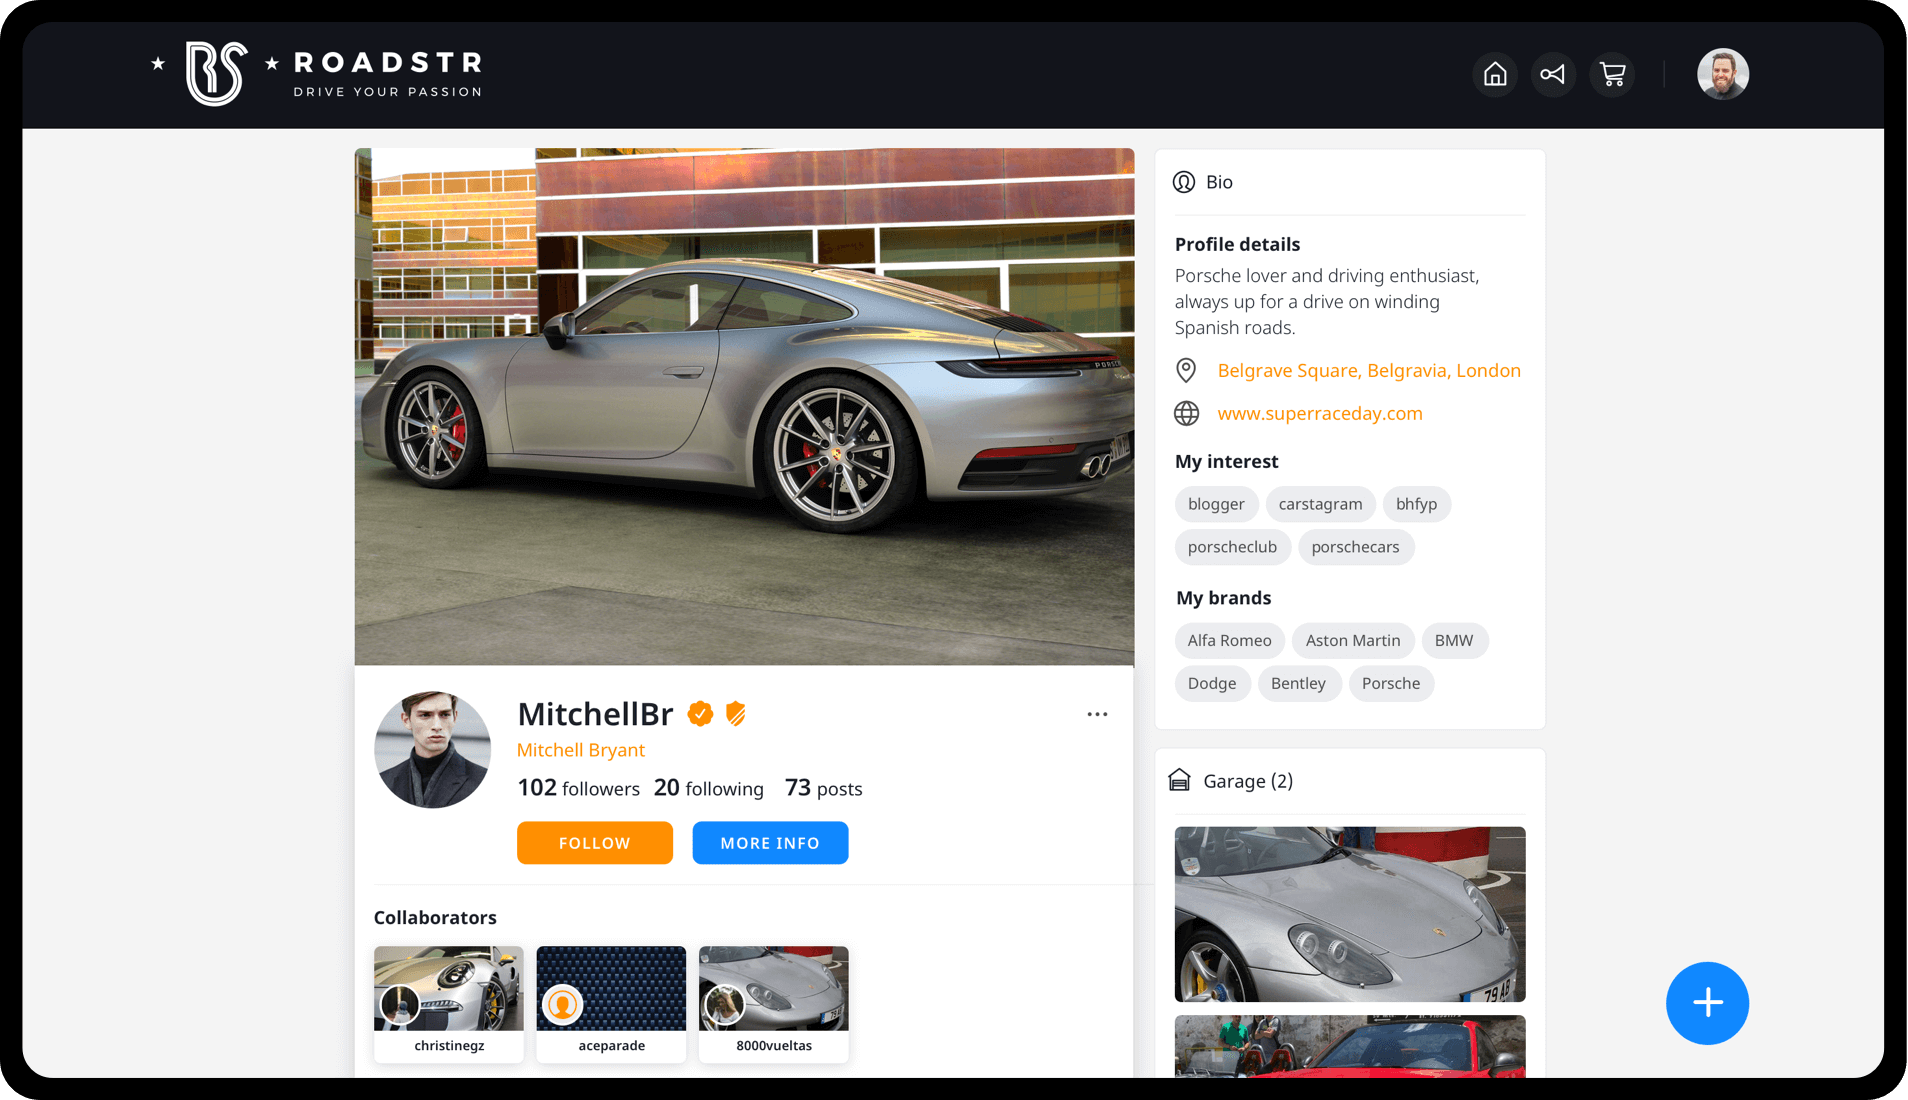 RS
ROADSTR
DRIVE YOUR PASSION
PORSCHE
MitchellBr
Mitchell Bryant
102 followers 20 following 73 posts
FOLLOW MORE INFO
Collaborators
christinegz aceparade 8000vueltas
Bio
Profile details
Porsche lover and driving enthusiast,
always up for a drive on winding
Spanish roads.
Belgrave Square, Belgravia, London
www.superraceday.com
My interest
blogger carstagram bhfyp
porscheclub porschecars
My brands
Alfa Romeo Aston Martin BMW
Dodge Bentley Porsche
Garage (2)
79 AB